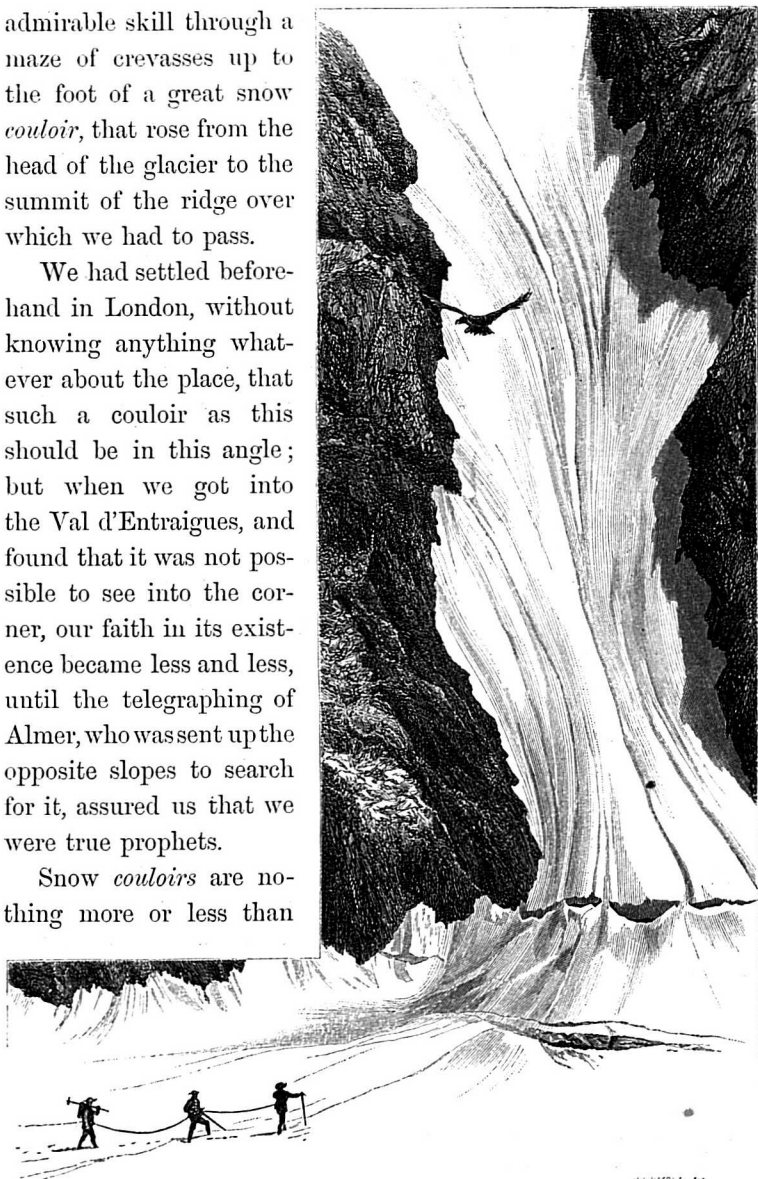 admirable skill through a
maze of crevasses up to
the foot of a great snow
couloir, that rose from the
head of the glacier to the
summit of the ridge over
which we had to pass.
We had settled before-
hand in London, without
knowing anything what-
ever about the place, that
such a couloir as this
should be in this angle;
but when we got into
the Val d'Entraigues, and
found that it was not pos-
sible to see into the cor-
ner, our faith in its exist-
ence became less and less,
until the telegraphing of
Almer, who was sent up the
opposite slopes to search
for it, assured us that we
were true prophets.
Snow couloirs are no-
thing more or less than